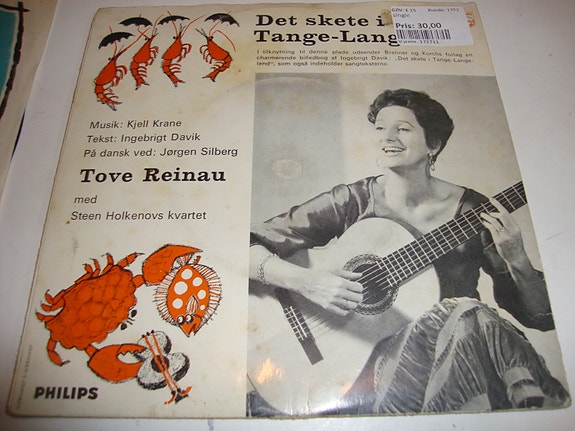 Det skete i
Tange-Lang
GZN: E 15
single
Pris: 30,00
I tilknytning til denne plade udsender Branner og Korchs forlag en
charmerende billedbog af Ingebrigt Davik: „Det skete i Tange-Lange-
land", som også indeholder sangteksterne.
Musik: Kjell Krane
Tekst: Ingebrigt Davik
På dansk ved: Jørgen Silberg
Tove Reinau
med
Steen Holkenovs kvartet
PHILIPS